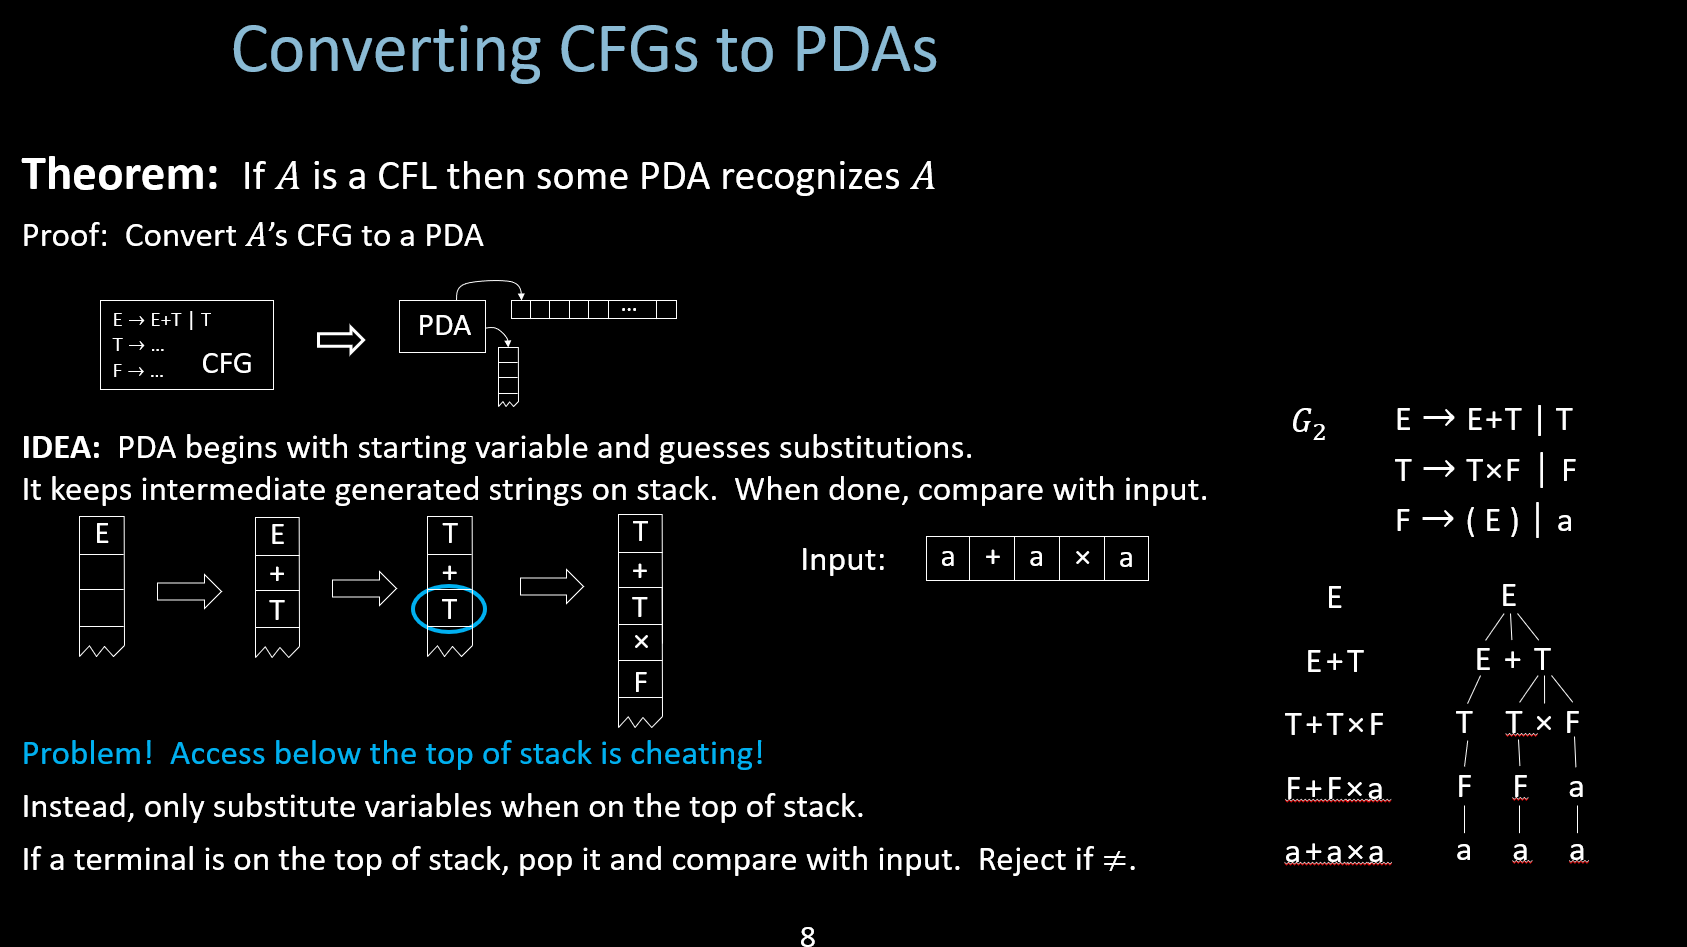 Converting CFGs to PDAs
Theorem: If A is a CFL then some PDA recognizes A
Proof: Convert A’s CFG to a PDA
E → E+T | T
T → ...
F → ...
CFG
PDA
...
IDEA: PDA begins with starting variable and guesses substitutions.
It keeps intermediate generated strings on stack. When done, compare with input.
E
E
+
T
T
+
T
T
+
T
×
F
Input: a + a × a
Problem! Access below the top of stack is cheating!
Instead, only substitute variables when on the top of stack.
If a terminal is on the top of stack, pop it and compare with input. Reject if ≠.
G₂
E → E+T | T
T → T×F | F
F → ( E ) | a
E
E+T
T+T×F
F+F×a
a+a×a
E
E + T
T T × F
F F a
a a a
8